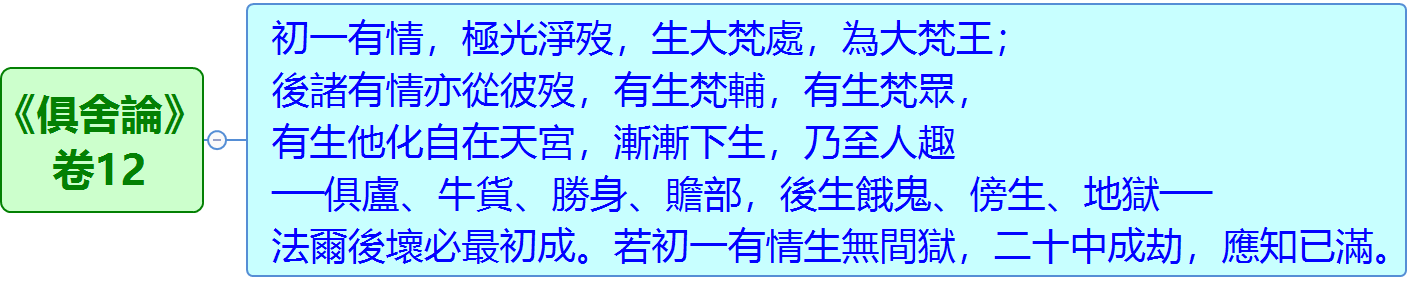 《俱舍論》
卷12
初一有情，極光淨歿，生大梵處，為大梵王；
後諸有情亦從彼歿，有生梵輔，有生梵眾，
有生他化自在天宮，漸漸下生，乃至人趣
──俱盧、牛貨、勝身、贍部，後生餓鬼、傍生、地獄──
法爾後壞必最初成。若初一有情生無間獄，二十中成劫，應知已滿。